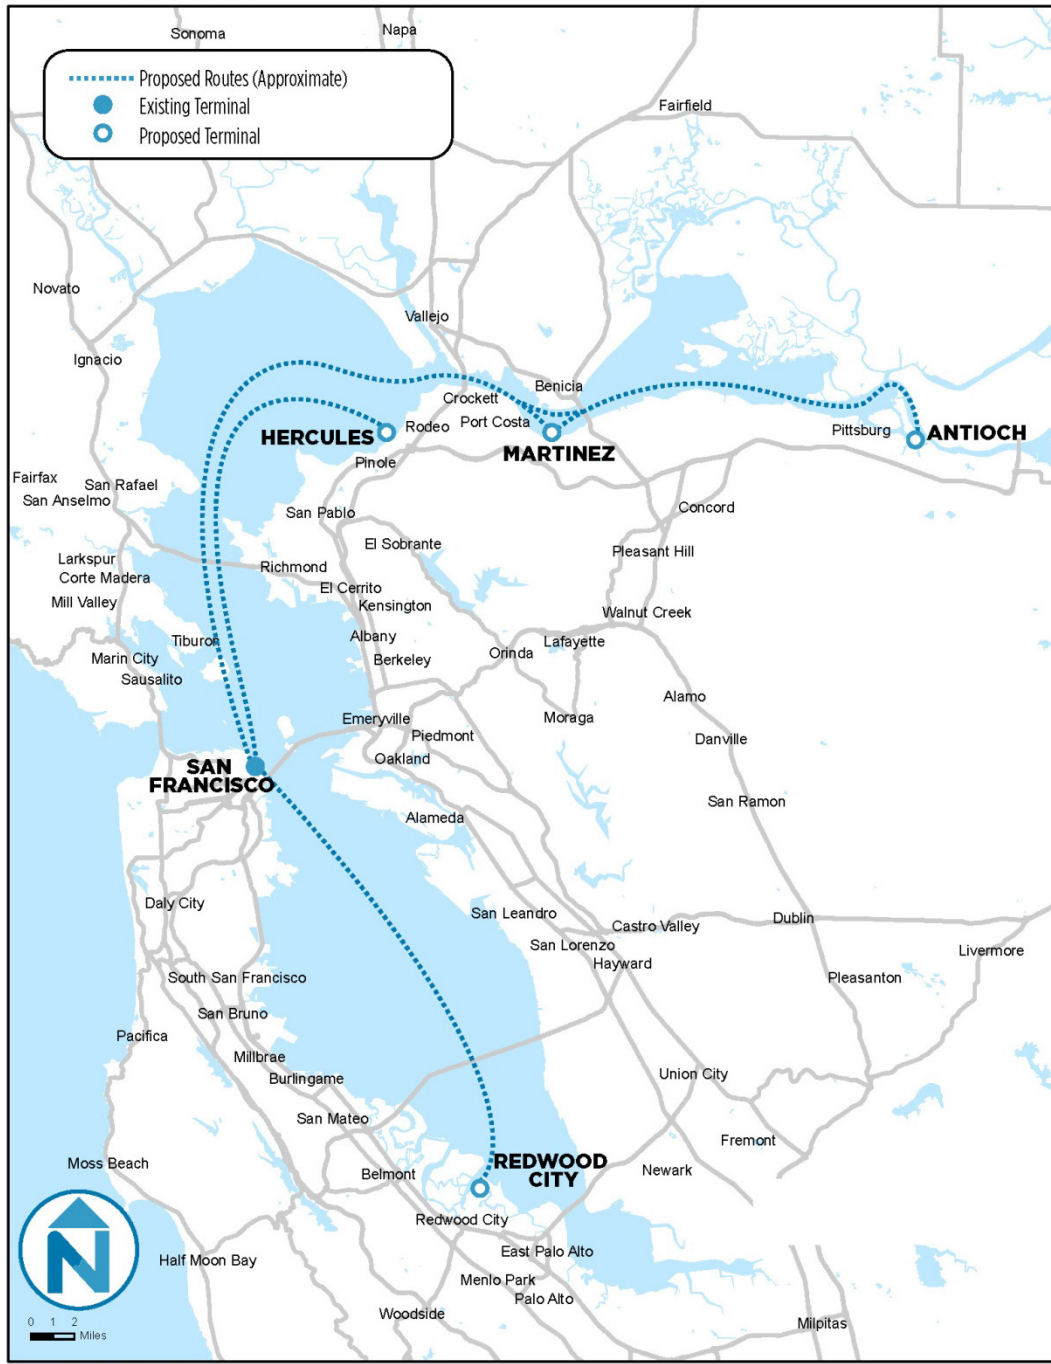 Sonoma
Napa
Proposed Routes (Approximate)
Existing Terminal
Proposed Terminal
Fairfield
Novato
Vallejo
Ignacio
Benicia
Crockett
Port Costa
Rodeo
HERCULES
MARTINEZ
Pittsburg
ANTIOCH
Pinole
Fairfax
San Rafael
San Anselmo
San Pablo
Concord
El Sobrante
Pleasant Hill
Larkspur
Corte Madera
Richmond
El Cerrito
Mill Valley
Kensington
Walnut Creek
Tiburon
Albany
Lafayette
Orinda
Marin City
Berkeley
Sausalito
Alamo
Emeryville
Moraga
Piedmont
Danville
Oakland
SAN
FRANCISCO
San Ramon
Alameda
Daly City
San Leandro
Castro Valley
Dublin
San Lorenzo
Hayward
Livermore
South San Francisco
Pleasanton
San Bruno
Pacifica
Millbrae
Burlingame
Union City
San Mateo
Fremont
Moss Beach
Belmont
REDWOOD
CITY
Newark
Redwood City
N
Half Moon Bay
East Palo Alto
Menlo Park
Palo Alto
Woodside
Milpitas
0 1 2
Miles